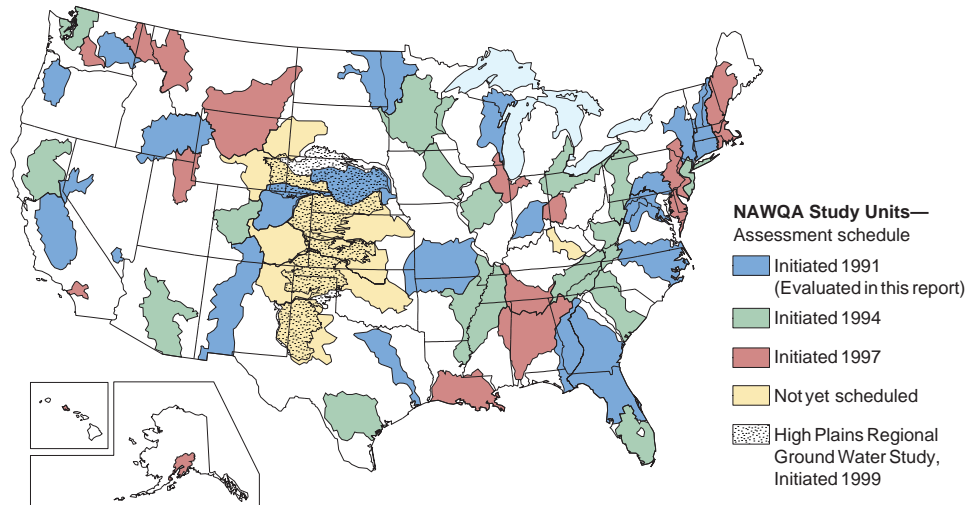 NAWQA Study Units—
Assessment schedule
Initiated 1991
(Evaluated in this report)
Initiated 1994
Initiated 1997
Not yet scheduled
High Plains Regional
Ground Water Study,
Initiated 1999